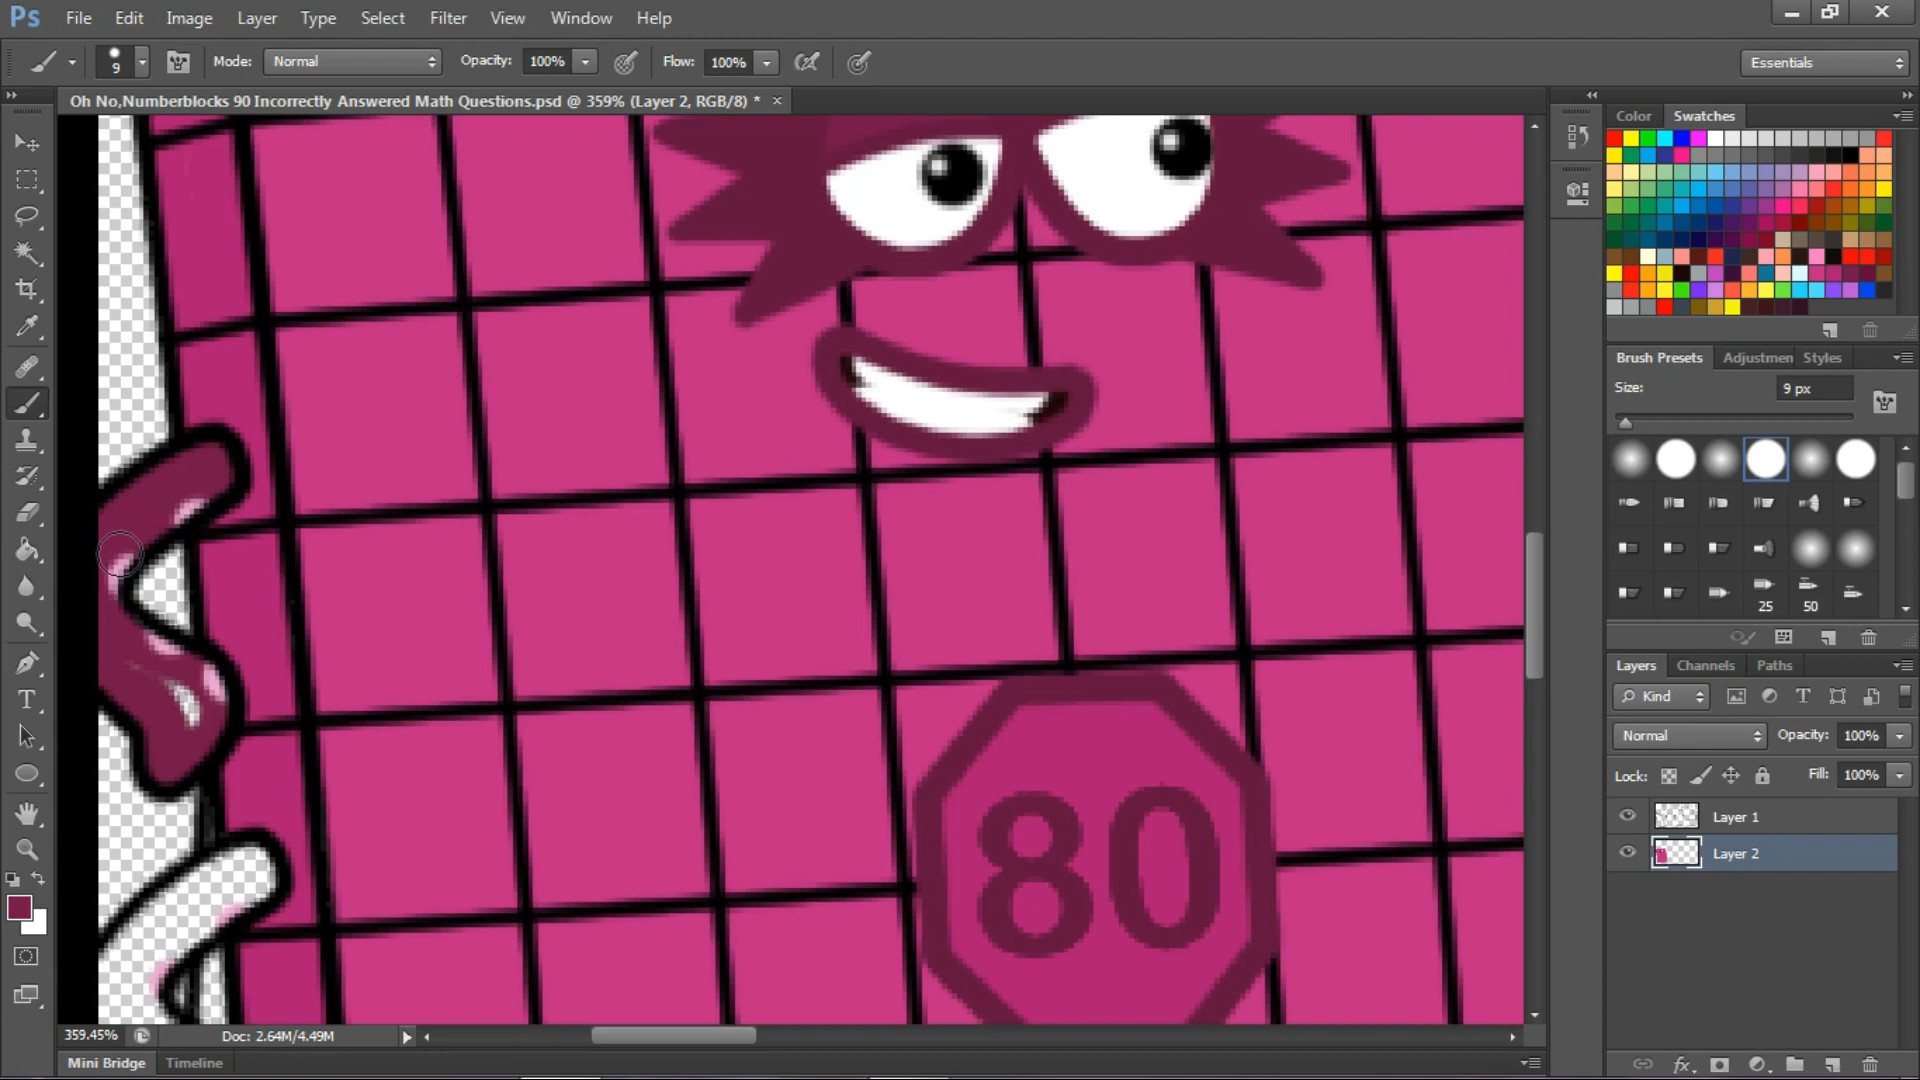 Ps File Edit Image Layer Type Select Filter View Window Help
9 Mode: Normal Opacity: 100% Flow: 100% Essentials
Oh No,Numberblocks 90 Incorrectly Answered Math Questions.psd @ 359% (Layer 2, RGB/8) *
Color Swatches
Brush Presets Adjustmen Styles
Size: 9 px
25 50
Layers Channels Paths
Kind
Normal Opacity: 100%
Lock: Fill: 100%
Layer 1
Layer 2
80
359.45% Doc: 2.64M/4.49M
Mini Bridge Timeline